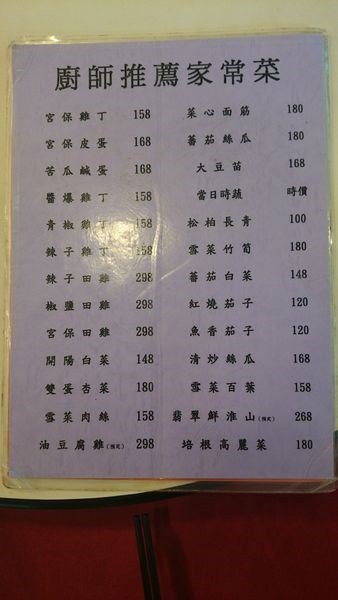 廚師推薦家常菜
宮保雞丁 158
宮保皮蛋 168
苦瓜鹹蛋 168
醬爆雞丁 158
青椒雞丁 158
辣子雞丁 158
辣子田雞 298
椒鹽田雞 298
宮保田雞 298
開陽白菜 148
雙蛋杏菜 180
雪菜肉絲 158
油豆腐雞(預定) 298
菜心面筋 180
蕃茄絲瓜 180
大豆苗 168
當日時蔬 時價
松柏長青 100
雪菜竹筍 180
蕃茄白菜 148
紅燒茄子 120
魚香茄子 120
清炒絲瓜 168
雪菜百葉 158
翡翠鮮淮山(預定) 268
培根高麗菜 180